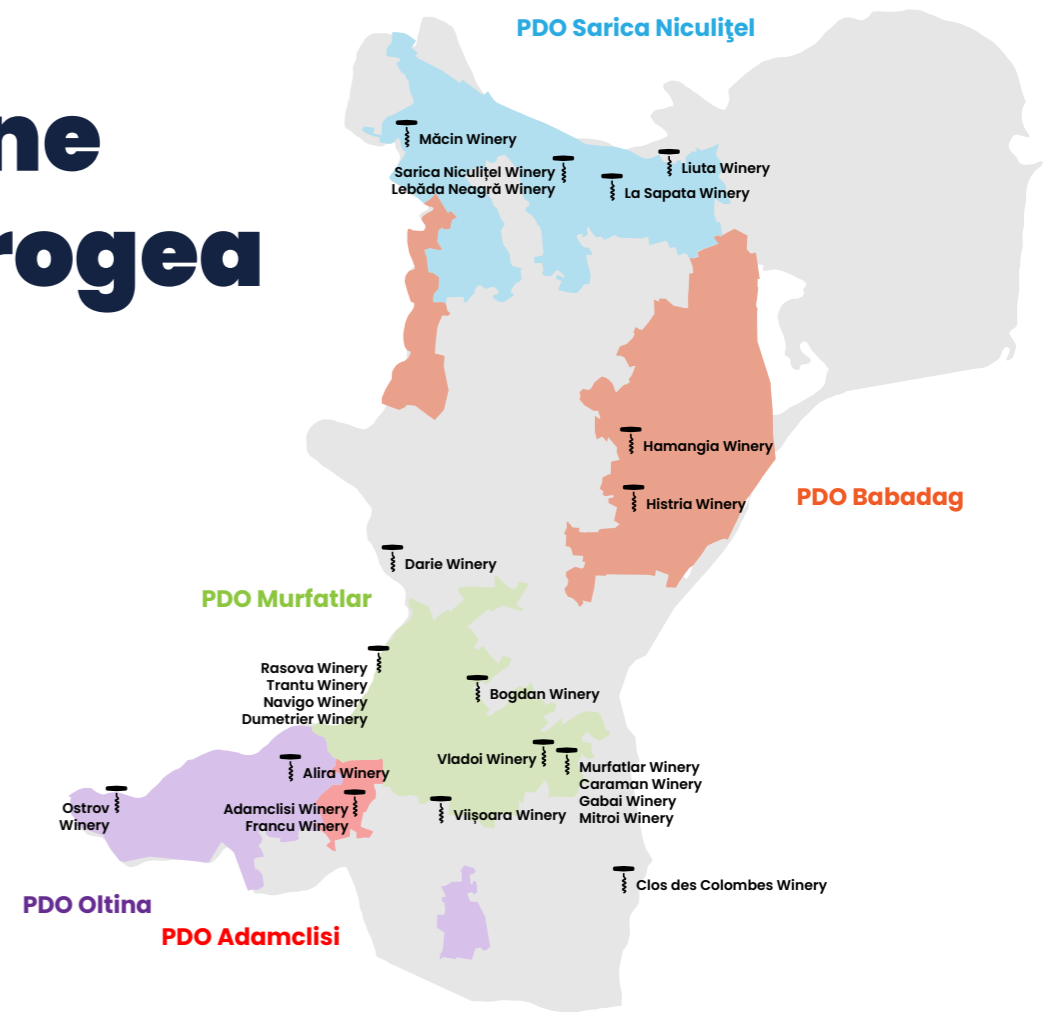 PDO Sarica Niculiţel
ne
rogea
Măcin Winery
Sarica Niculițel Winery
Lebăda Neagră Winery
Liuta Winery
La Sapata Winery
Hamangia Winery
Histria Winery
PDO Babadag
Darie Winery
PDO Murfatlar
Rasova Winery
Trantu Winery
Navigo Winery
Dumetrier Winery
Bogdan Winery
Vladoi Winery
Murfatlar Winery
Caraman Winery
Gabai Winery
Mitroi Winery
Alira Winery
Ostrov
Winery
Adamclisi Winery
Francu Winery
Viișoara Winery
Clos des Colombes Winery
PDO Oltina
PDO Adamclisi